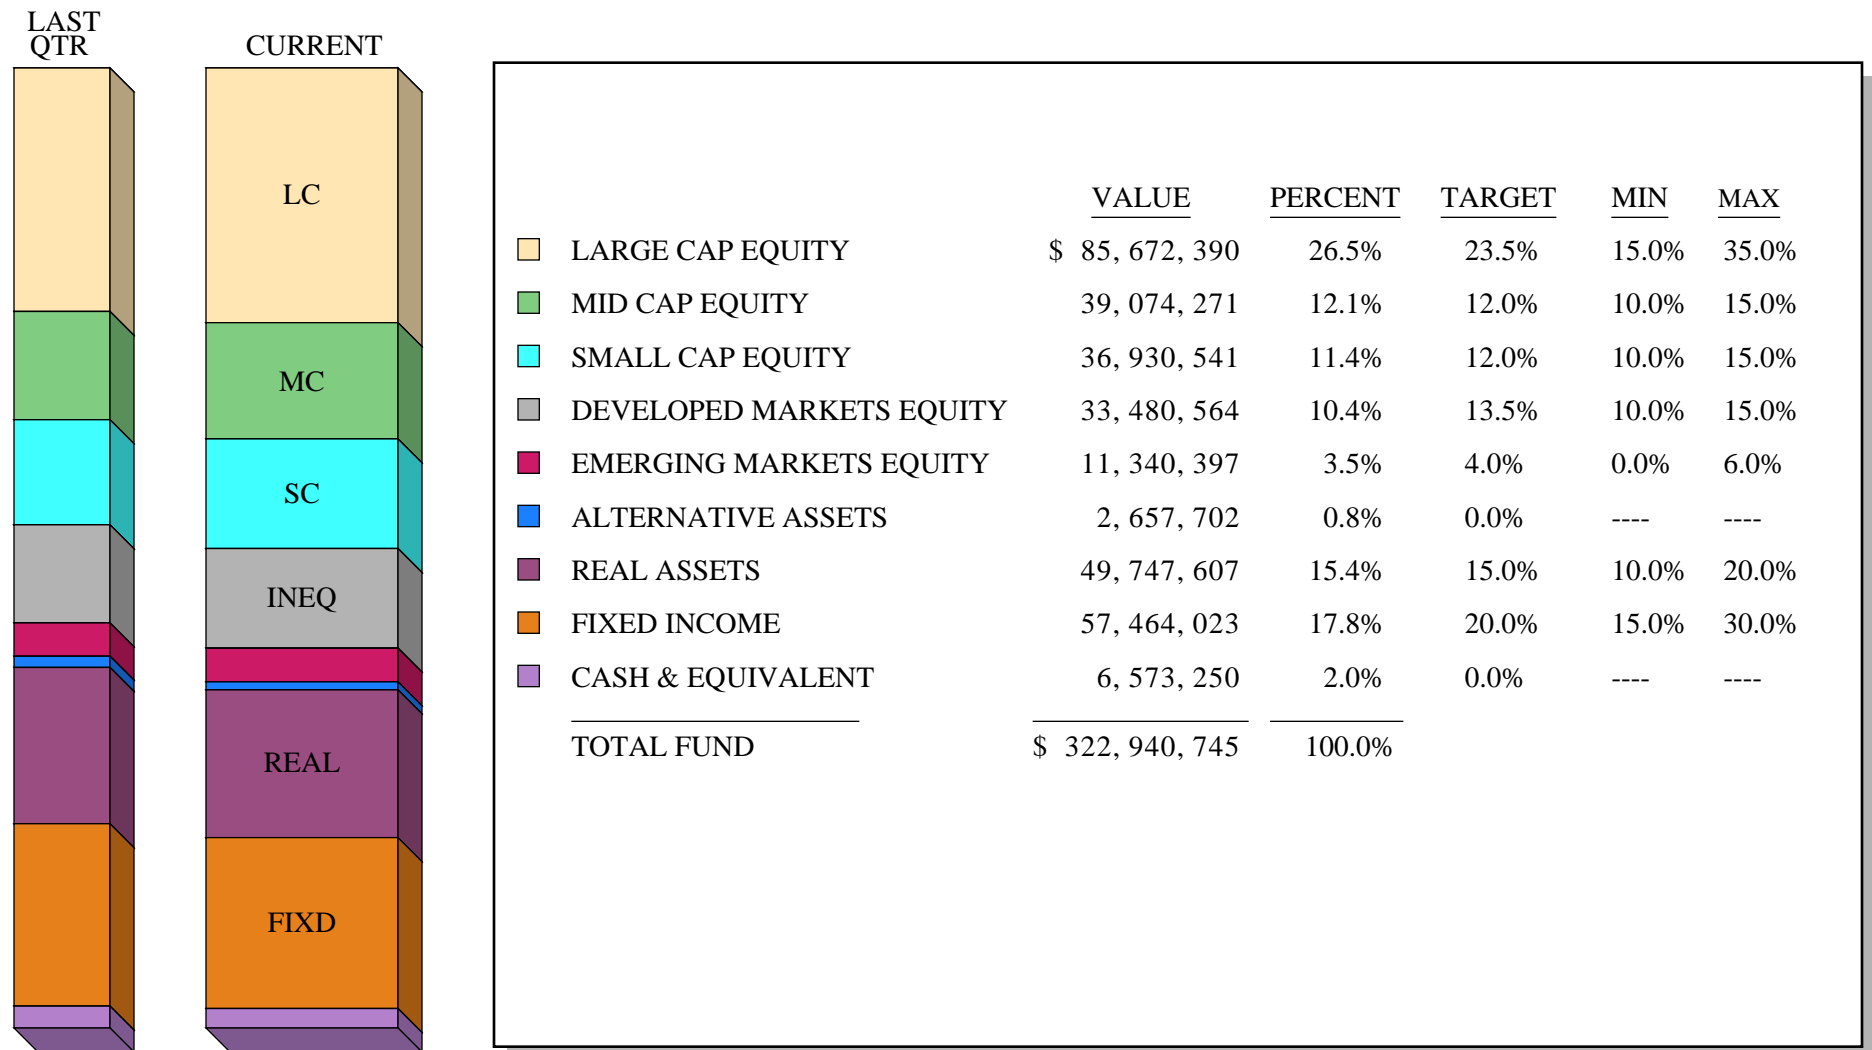 LAST
QTR
CURRENT
LC
MC
SC
INEQ
REAL
FIXD
VALUE PERCENT TARGET MIN MAX
LARGE CAP EQUITY $ 85, 672, 390 26.5% 23.5% 15.0% 35.0%
MID CAP EQUITY 39, 074, 271 12.1% 12.0% 10.0% 15.0%
SMALL CAP EQUITY 36, 930, 541 11.4% 12.0% 10.0% 15.0%
DEVELOPED MARKETS EQUITY 33, 480, 564 10.4% 13.5% 10.0% 15.0%
EMERGING MARKETS EQUITY 11, 340, 397 3.5% 4.0% 0.0% 6.0%
ALTERNATIVE ASSETS 2, 657, 702 0.8% 0.0% ---- ----
REAL ASSETS 49, 747, 607 15.4% 15.0% 10.0% 20.0%
FIXED INCOME 57, 464, 023 17.8% 20.0% 15.0% 30.0%
CASH & EQUIVALENT 6, 573, 250 2.0% 0.0% ---- ----
TOTAL FUND $ 322, 940, 745 100.0%